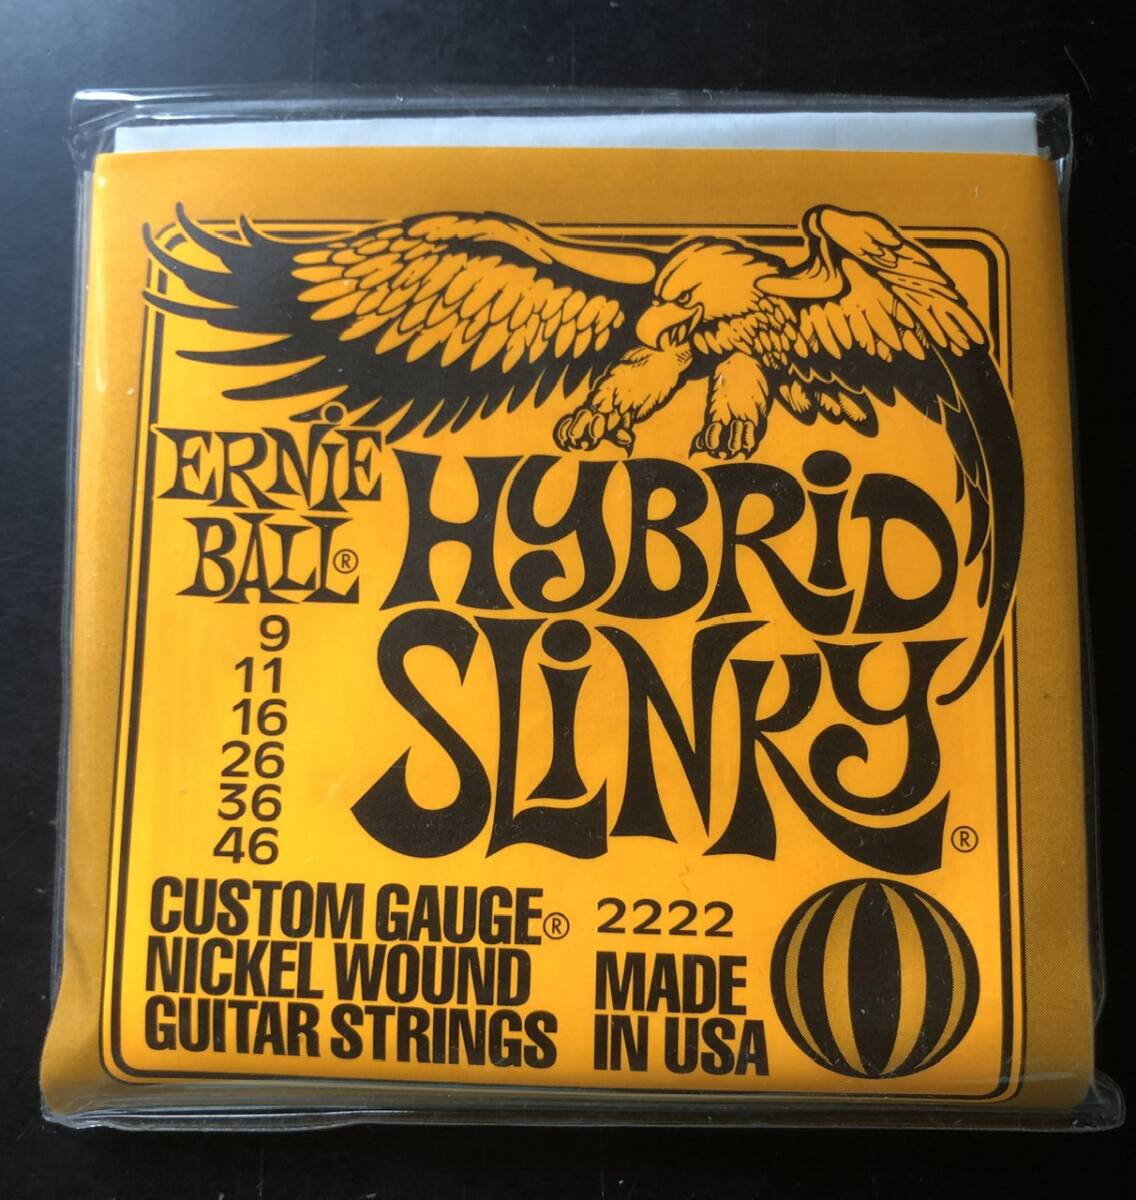 ERNiE
BALL®
HYBRiD
SLiNKY®
9
11
16
26
36
46
CUSTOM GAUGE®
NICKEL WOUND
GUITAR STRINGS
2222
MADE
IN USA